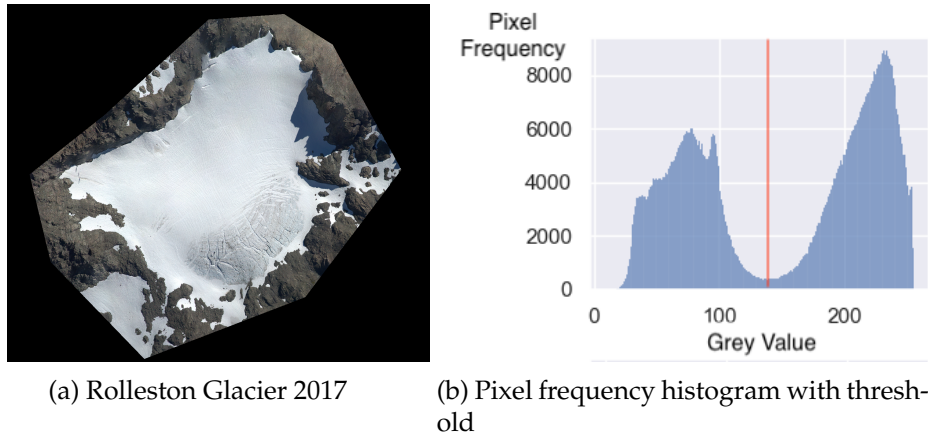 Pixel
Frequency
8000
6000
4000
2000
0
0 100 200
Grey Value
(a) Rolleston Glacier 2017
(b) Pixel frequency histogram with thresh-
old